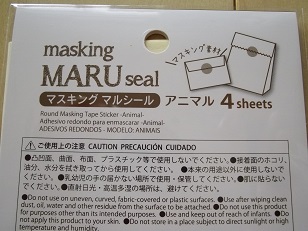 masking
MARU seal
マスキング素材
マスキング マルシール アニマル 4 sheets
Round Masking Tape Sticker -Animal-
Adhesivo redondo para enmascarar -Animal-
ADESIVOS REDONDOS - MODELO: ANIMAIS
ご使用上の注意 CAUTION PRECAUCIÓN CUIDADO
●凸凹面、曲面、布面、プラスチック等で使用しないでください。●接着面のホコリ、
油分、水分を拭き取ってから使用してください。●本来の用途以外に使用しないでく
ださい。●乳幼児の手の届かない場所で使用・保管してください。●肌に貼らない
でください。●直射日光・高温多湿の場所は、避けてください。
●Do not use on uneven, curved, fabric-covered or plastic surfaces. ●Use after wiping clean
dust, oil, water and other residue from the surface to be attached. ●Do not use this product
for purposes other than its intended purposes. ●Use and keep out of reach of infants. ●Do not
apply this product to your skin. ●Do not store in a place subject to direct sunlight,